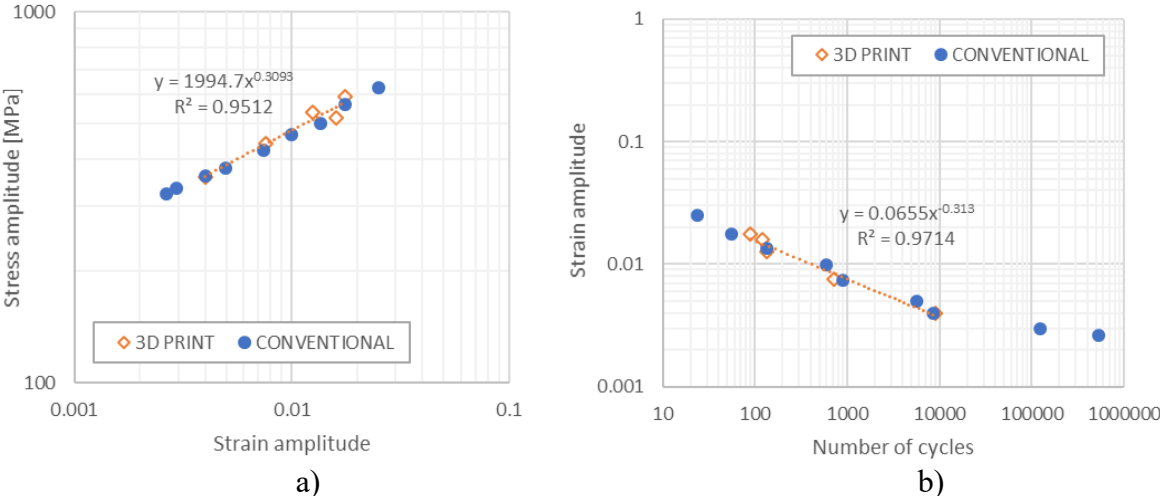 1000
y = 1994.7x^0.3093
R² = 0.9512
Stress amplitude [MPa]
3D PRINT CONVENTIONAL
100
0.001 0.01 0.1
Strain amplitude
a)
1
3D PRINT CONVENTIONAL
0.1
Strain amplitude
y = 0.0655x^-0.313
R² = 0.9714
0.01
0.001
10 100 1000 10000 100000 1000000
Number of cycles
b)